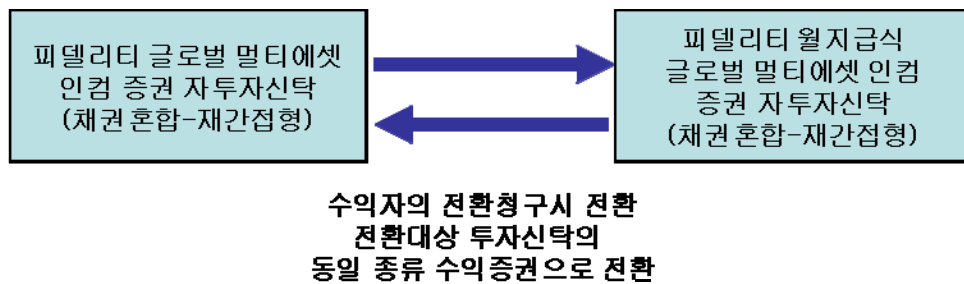 피델리티 글로벌 멀티에셋
인컴 증권 자투자신탁
(채권혼합-재간접형)
피델리티 월지급식
글로벌 멀티에셋 인컴
증권 자투자신탁
(채권혼합-재간접형)
수익자의 전환청구시 전환
전환대상 투자신탁의
동일 종류 수익증권으로 전환